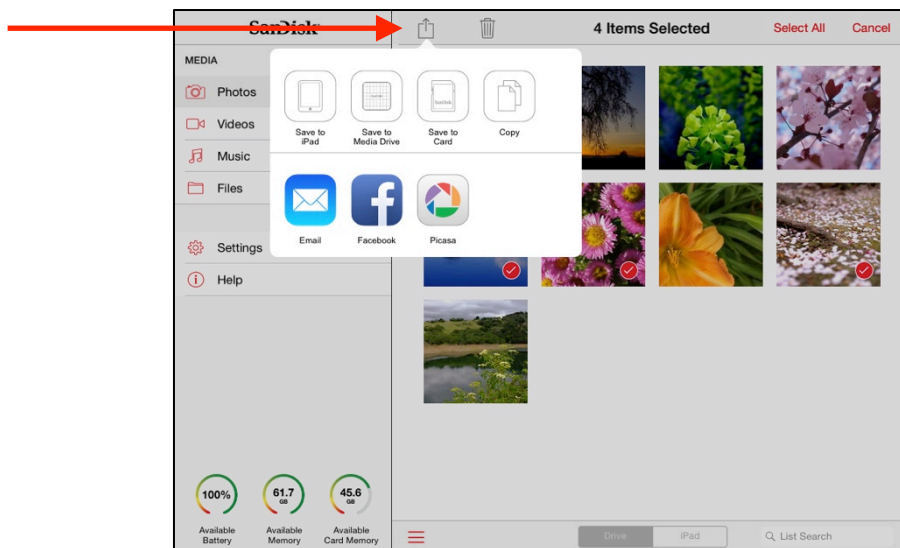 SanDisk
4 Items Selected
Select All
Cancel
MEDIA
Photos
Videos
Music
Files
Settings
Help
Save to
iPad
Save to
Media Drive
Save to
Card
Copy
Email
Facebook
Picasa
100%
Available
Battery
61.7
GB
Available
Memory
45.6
GB
Available
Card Memory
Drive
iPad
List Search